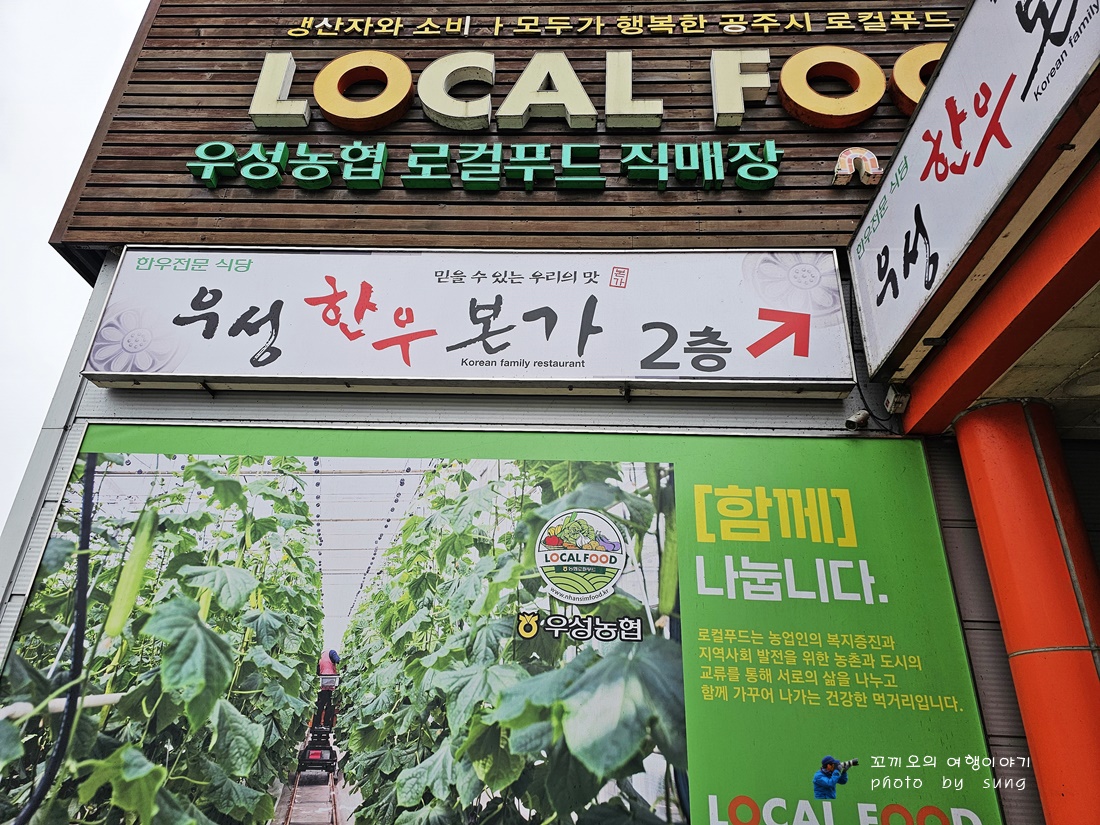 생산자와 소비 ㅏ 모두가 행복한 공주시 로컬푸드
LOCAL FOO
우성농협 로컬푸드 직매장
한우전문 식당
믿을 수 있는 우리의 맛 본가
우성 한우 본가 2층
Korean family restaurant
한우전문 식당
우성 한우 본
Korean family
[함께]
나눕니다.
로컬푸드는 농업인의 복지증진과
지역사회 발전을 위한 농촌과 도시의
교류를 통해 서로의 삶을 나누고
함께 가꾸어 나가는 건강한 먹거리입니다.
LOCAL FOOD
www.nhansimfood.kr
우성농협
LOCAL FOOD
꼬끼오의 여행이야기
photo by sung